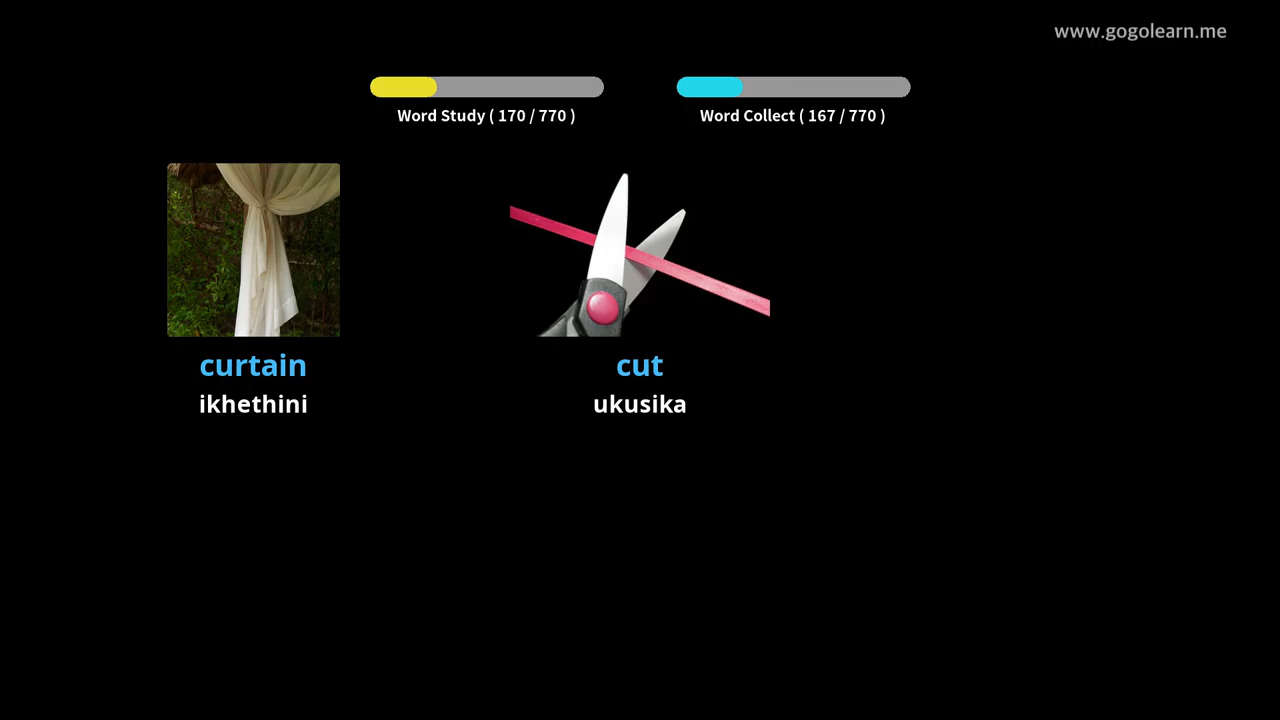 www.gogolearn.me
Word Study ( 170 / 770 )
Word Collect ( 167 / 770 )
curtain
ikhethini
cut
ukusika